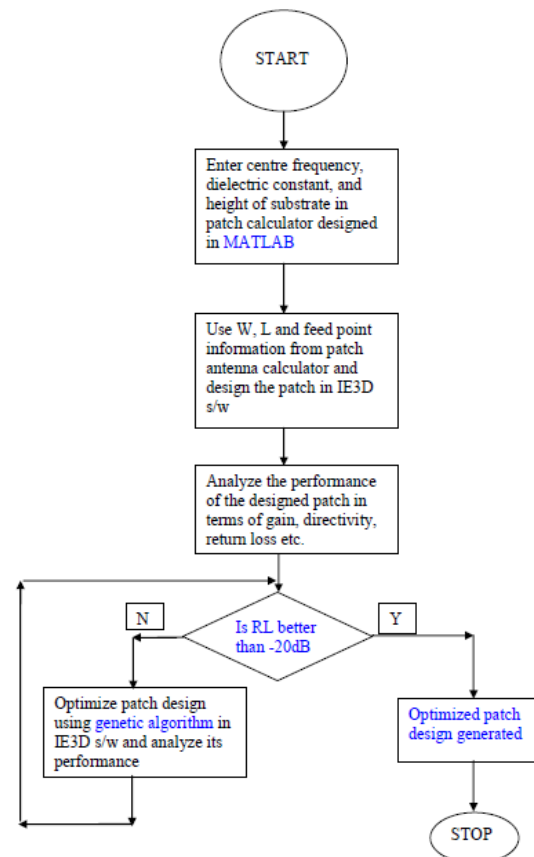 START
Enter centre frequency,
dielectric constant, and
height of substrate in
patch calculator designed
in MATLAB
Use W, L and feed point
information from patch
antenna calculator and
design the patch in IE3D
s/w
Analyze the performance
of the designed patch in
terms of gain, directivity,
return loss etc.
N
Is RL better
than -20dB
Y
Optimize patch design
using genetic algorithm in
IE3D s/w and analyze its
performance
Optimized patch
design generated
STOP